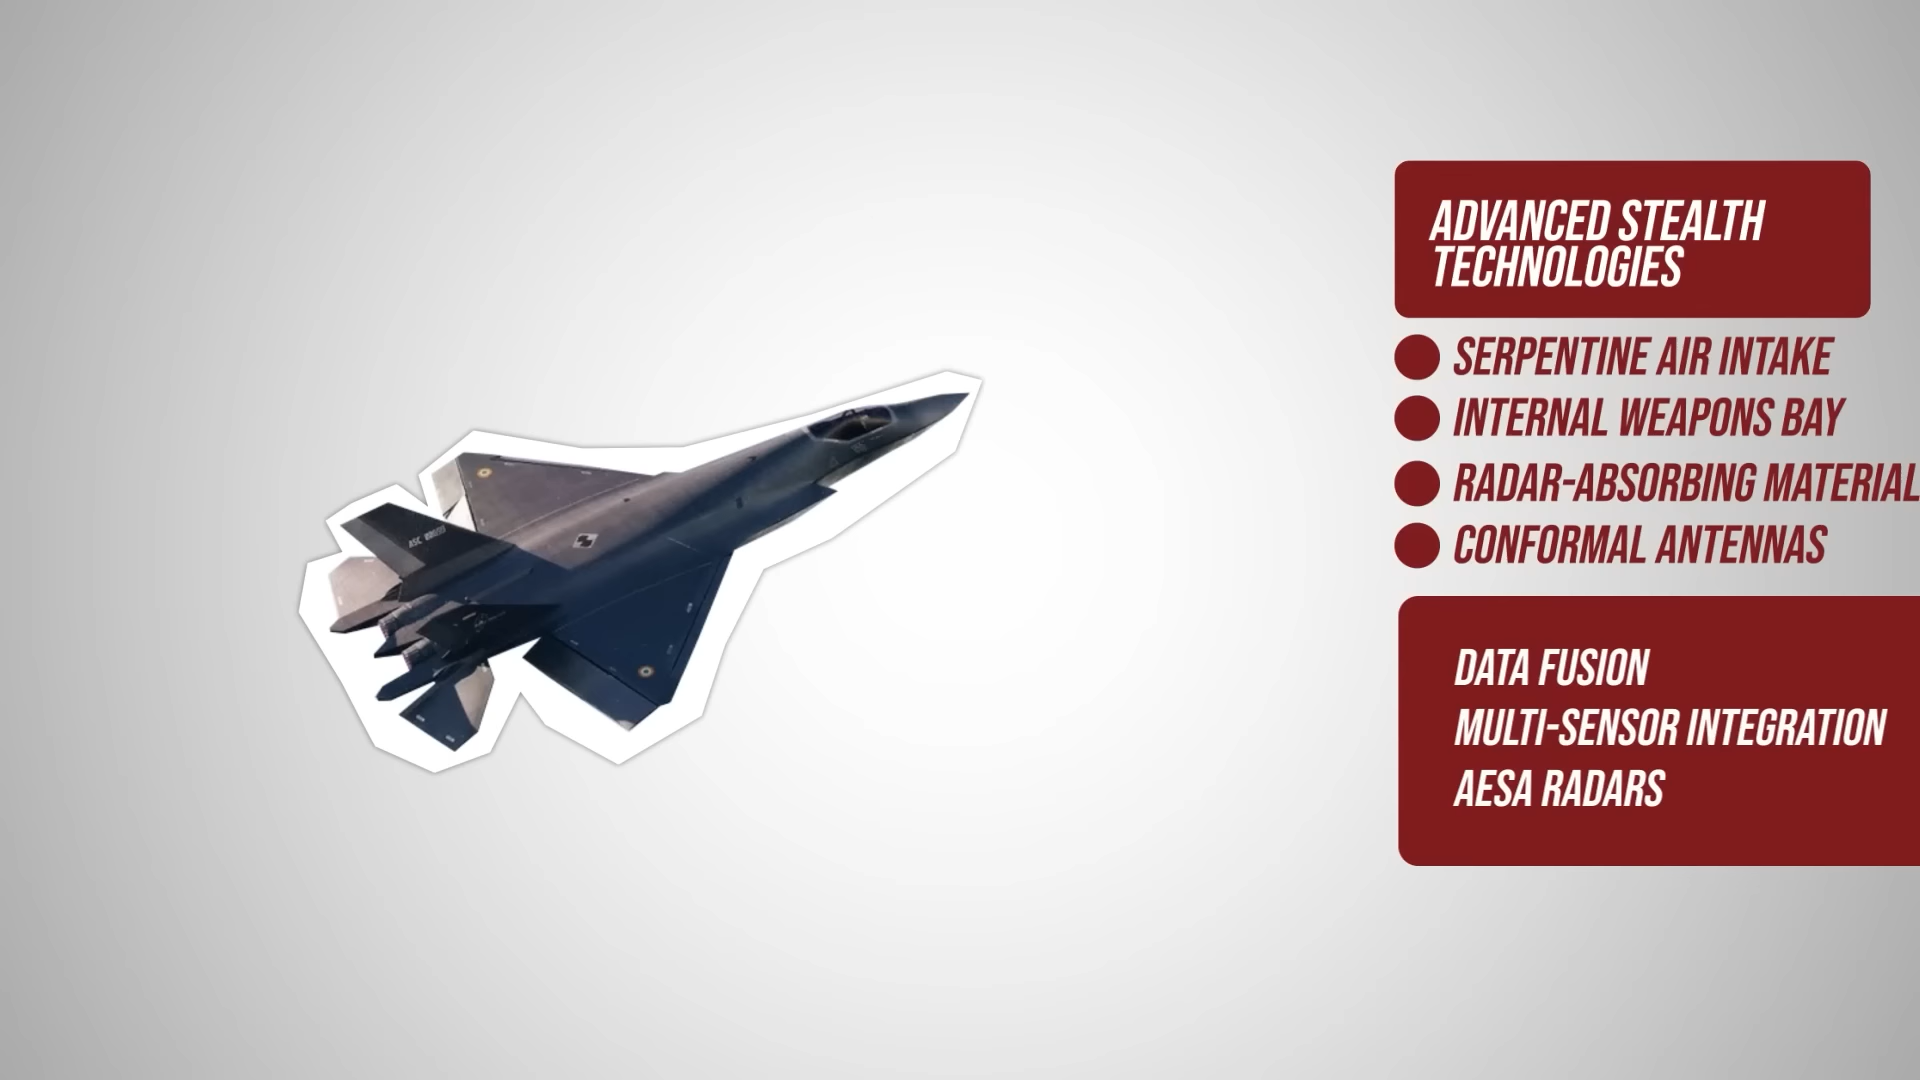 ADVANCED STEALTH
TECHNOLOGIES
SERPENTINE AIR INTAKE
INTERNAL WEAPONS BAY
RADAR-ABSORBING MATERIAL
CONFORMAL ANTENNAS
DATA FUSION
MULTI-SENSOR INTEGRATION
AESA RADARS